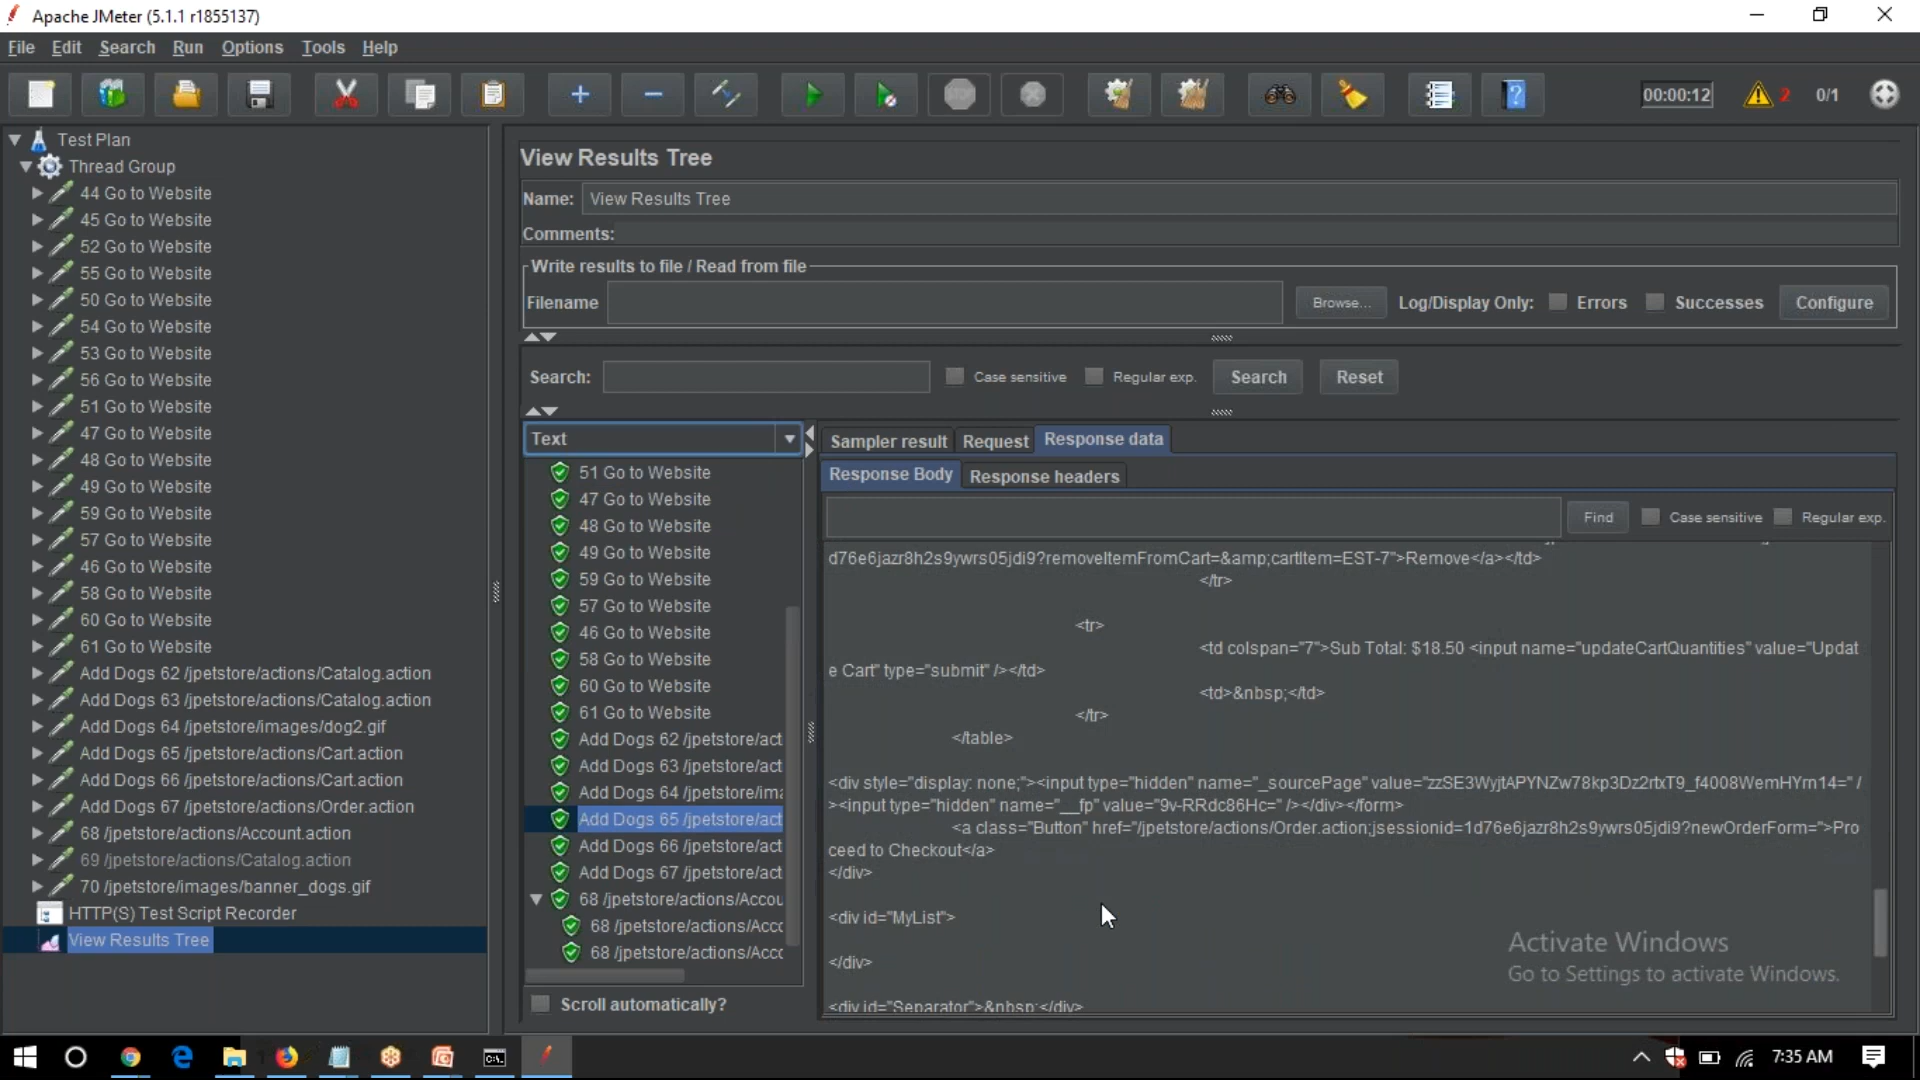 Apache JMeter (5.1.1 r1855137)
File Edit Search Run Options Tools Help
00:00:12 2 0/1
Test Plan
Thread Group
44 Go to Website
45 Go to Website
52 Go to Website
55 Go to Website
50 Go to Website
54 Go to Website
53 Go to Website
56 Go to Website
51 Go to Website
47 Go to Website
48 Go to Website
49 Go to Website
59 Go to Website
57 Go to Website
46 Go to Website
58 Go to Website
60 Go to Website
61 Go to Website
Add Dogs 62 /jpetstore/actions/Catalog.action
Add Dogs 63 /jpetstore/actions/Catalog.action
Add Dogs 64 /jpetstore/images/dog2.gif
Add Dogs 65 /jpetstore/actions/Cart.action
Add Dogs 66 /jpetstore/actions/Cart.action
Add Dogs 67 /jpetstore/actions/Order.action
68 /jpetstore/actions/Account.action
69 /jpetstore/actions/Catalog.action
70 /jpetstore/images/banner_dogs.gif
HTTP(S) Test Script Recorder
View Results Tree
View Results Tree
Name: View Results Tree
Comments:
Write results to file / Read from file
Filename Browse... Log/Display Only: Errors Successes Configure
Search: Case sensitive Regular exp. Search Reset
Text
51 Go to Website
47 Go to Website
48 Go to Website
49 Go to Website
59 Go to Website
57 Go to Website
46 Go to Website
58 Go to Website
60 Go to Website
61 Go to Website
Add Dogs 62 /jpetstore/act
Add Dogs 63 /jpetstore/act
Add Dogs 64 /jpetstore/ima
Add Dogs 65 /jpetstore/act
Add Dogs 66 /jpetstore/act
Add Dogs 67 /jpetstore/act
68 /jpetstore/actions/Accou
68 /jpetstore/actions/Acco
68 /jpetstore/actions/Acco
Scroll automatically?
Sampler result Request Response data
Response Body Response headers
Find Case sensitive Regular exp.
d76e6jazr8h2s9ywrs05jdi9?removeItemFromCart=&amp;cartItem=EST-7">Remove</a></td>
</tr>
<tr>
<td colspan="7">Sub Total: $18.50 <input name="updateCartQuantities" value="Updat
e Cart" type="submit" /></td>
<td>&nbsp;</td>
</tr>
</table>
<div style="display: none;"><input type="hidden" name="_sourcePage" value="zzSE3WyjtAPYNZw78kp3Dz2rtxT9_f4008WemHYrn14=" /
><input type="hidden" name="__fp" value="9v-RRdc86Hc=" /></div></form>
<a class="Button" href="/jpetstore/actions/Order.action;jsessionid=1d76e6jazr8h2s9ywrs05jdi9?newOrderForm=">Pro
ceed to Checkout</a>
</div>
<div id="MyList">
</div>
<div id="Separator">&nbsp;</div>
Activate Windows
Go to Settings to activate Windows.
7:35 AM